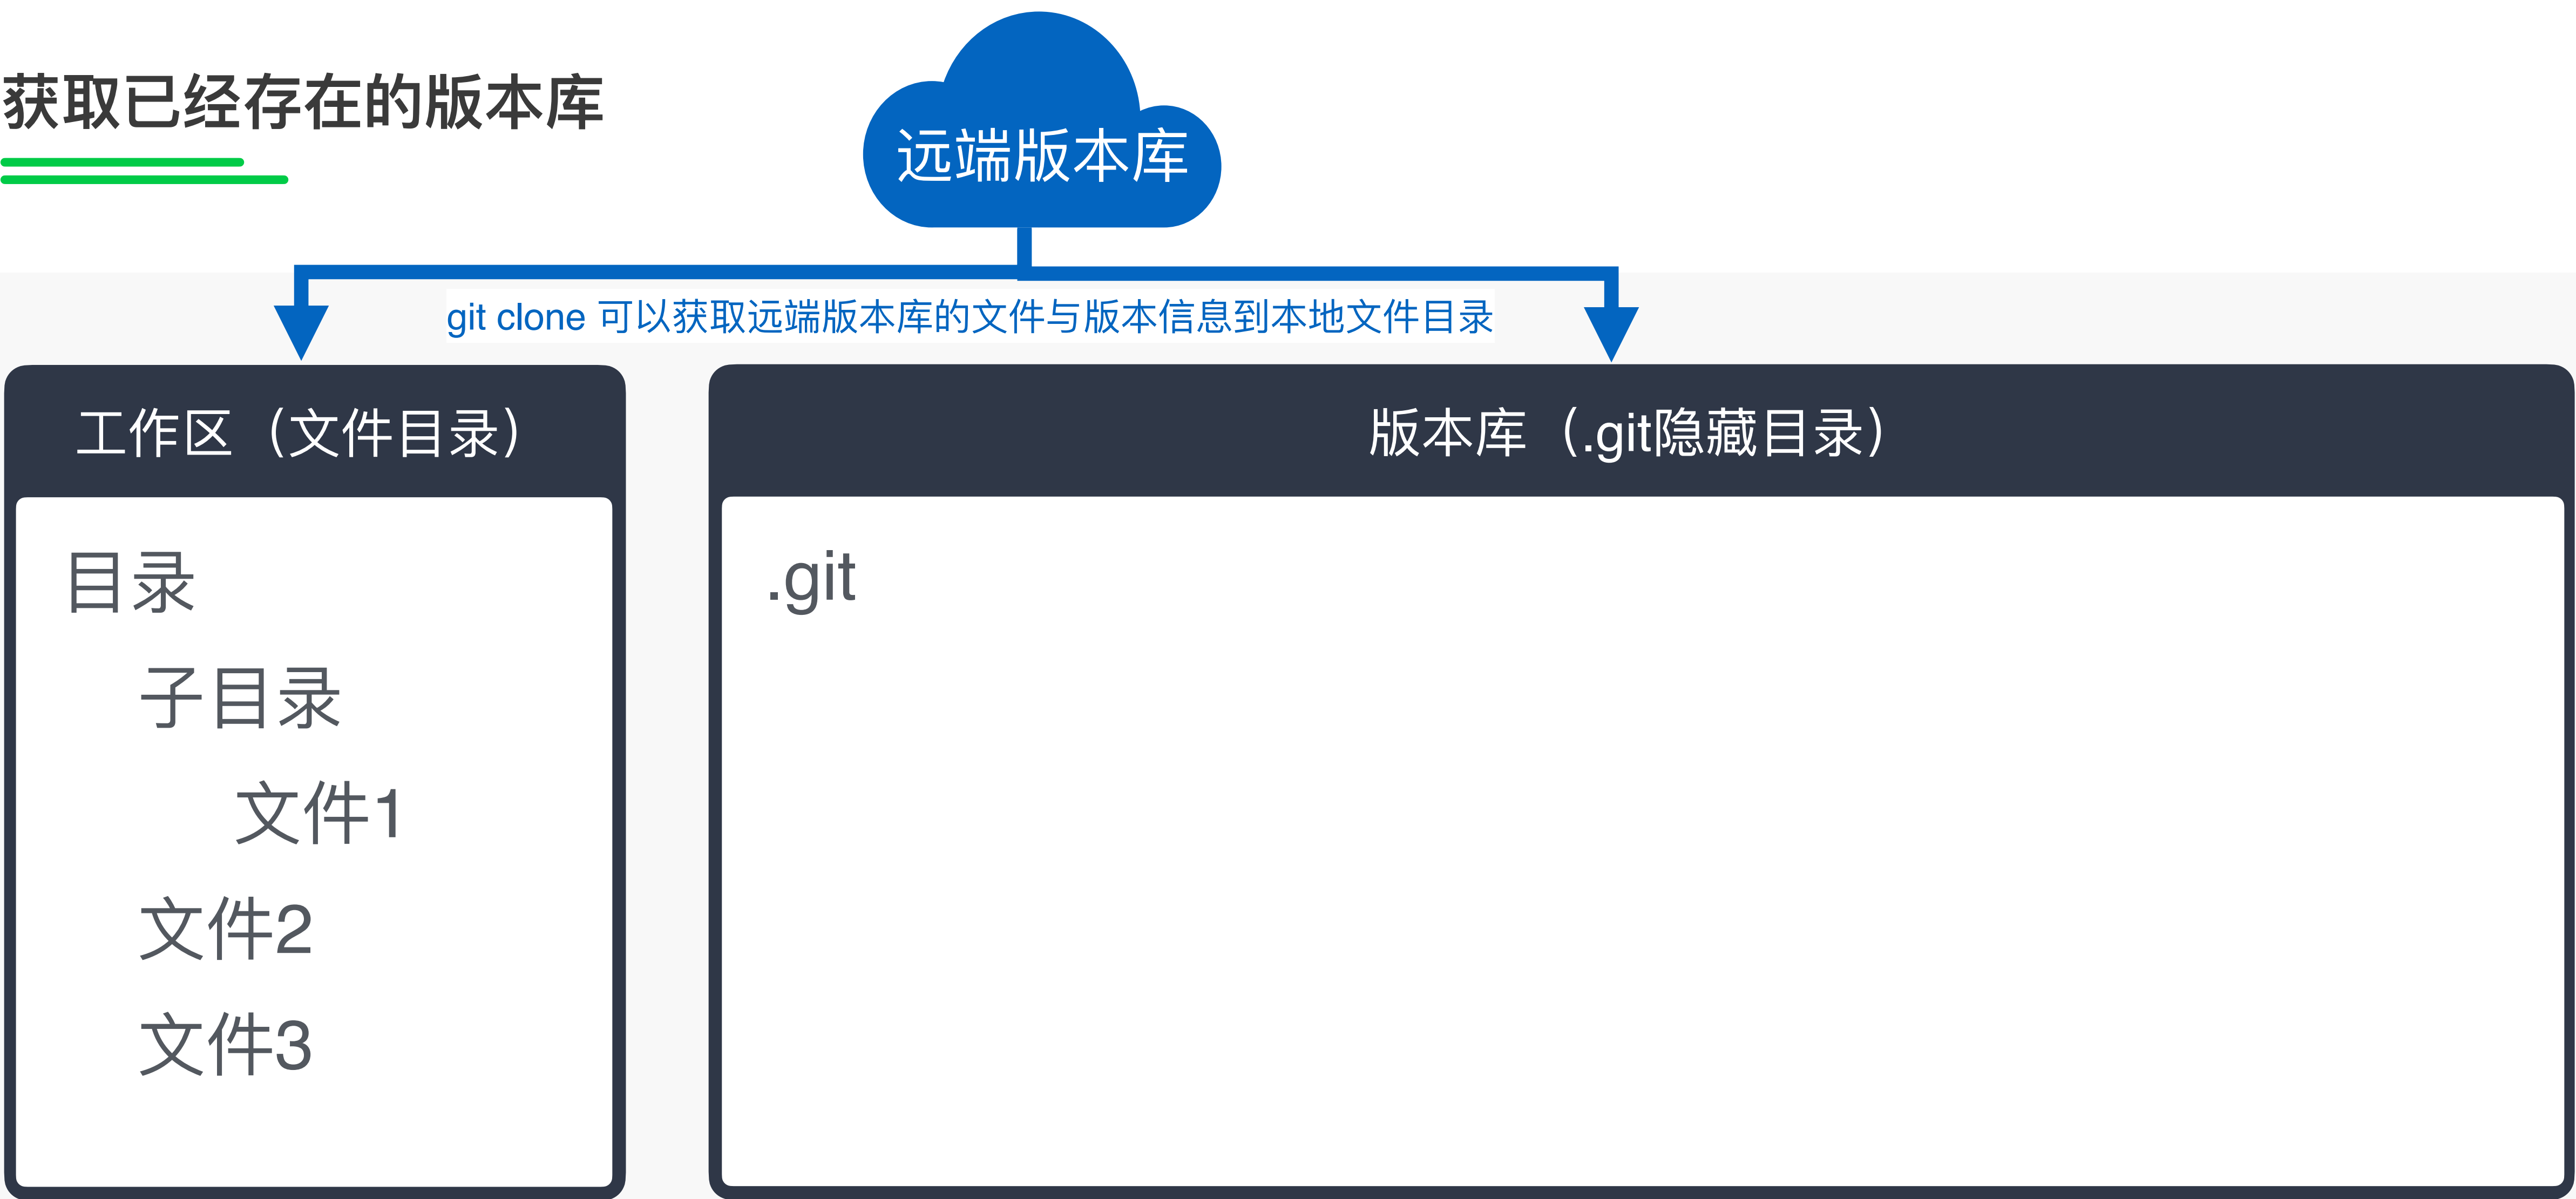 获取已经存在的版本库
远端版本库
git clone 可以获取远端版本库的文件与版本信息到本地文件目录
工作区（文件目录）
目录
子目录
文件1
文件2
文件3
版本库（.git隐藏目录）
.git